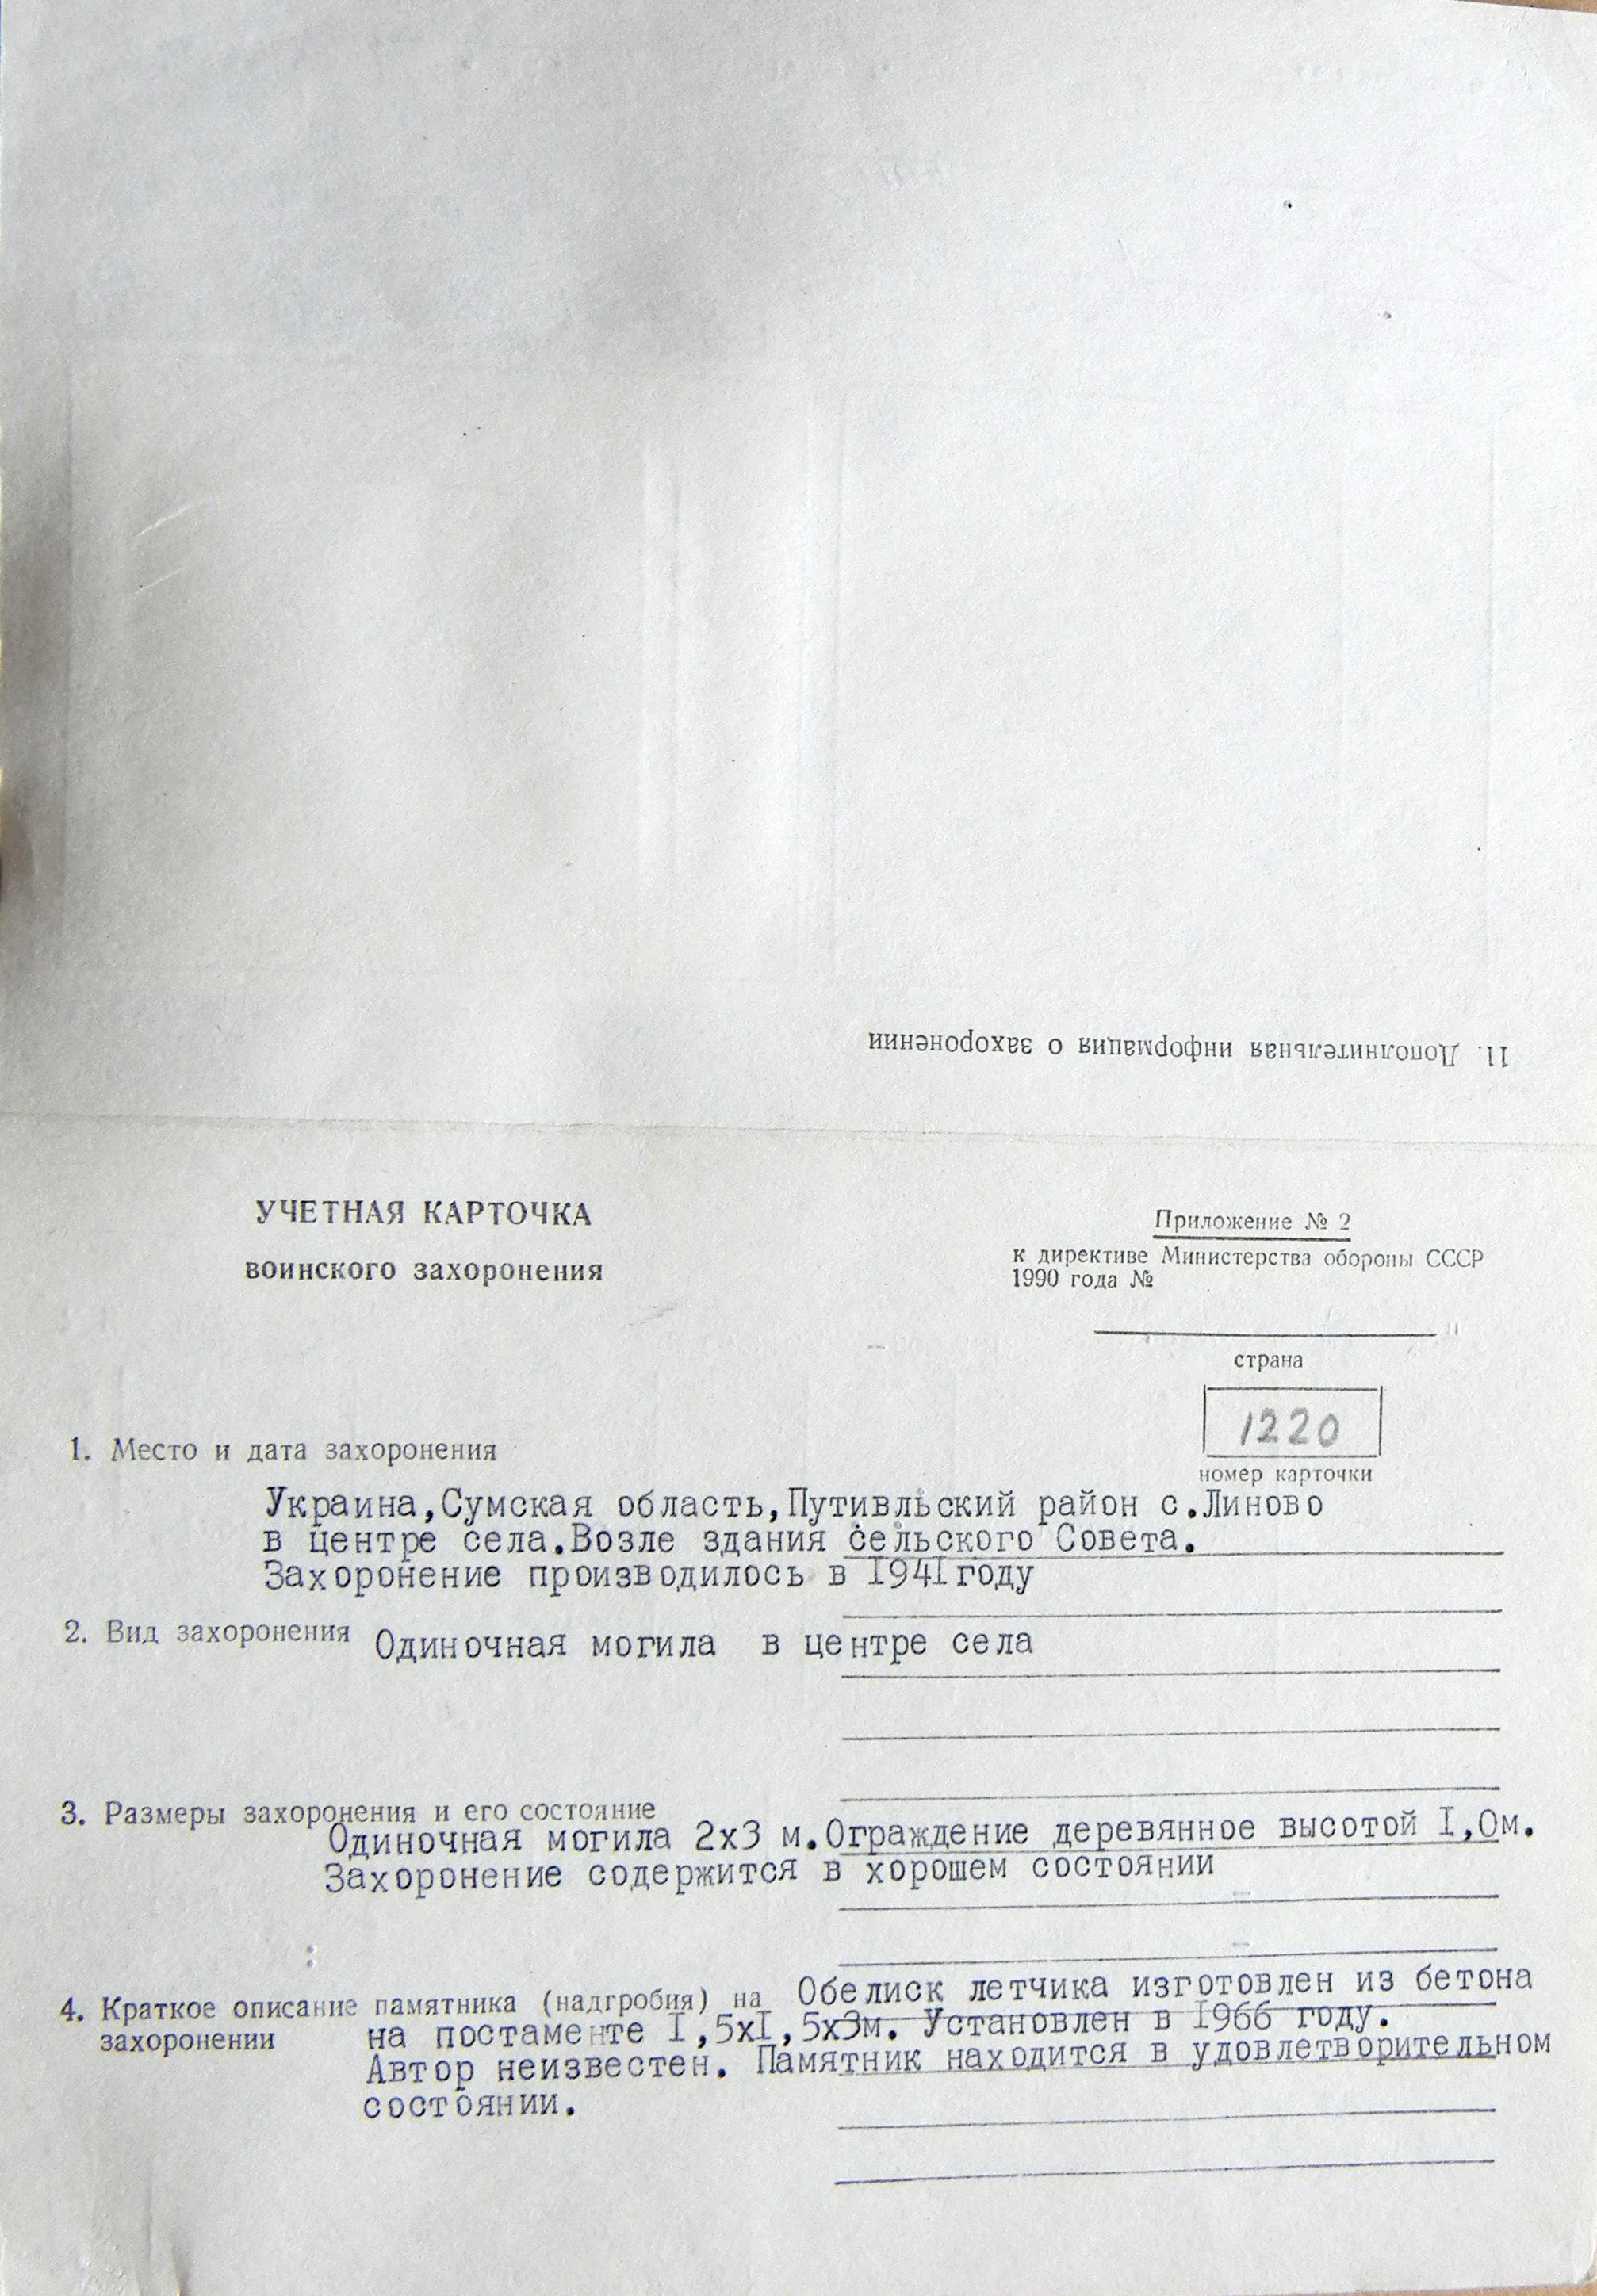 11. Дополнительная информация о захоронении
УЧЕТНАЯ КАРТОЧКА
воинского захоронения
Приложение № 2
к директиве Министерства обороны СССР
1990 года №
страна
1220
номер карточки
1. Место и дата захоронения
Украина,Сумская область,Путивльский район с.Линово
в центре села.Возле здания сельского Совета.
Захоронение производилось в 1941году
2. Вид захоронения Одиночная могила в центре села
3. Размеры захоронения и его состояние
Одиночная могила 2х3 м.Ограждение деревянное высотой I,0м.
Захоронение содержится в хорошем состоянии
4. Краткое описание памятника (надгробия) на Обелиск летчика изготовлен из бетона
захоронении на постаменте I,5хI,5х3м. Установлен в 1966 году.
Автор неизвестен. Памятник находится в удовлетворительном
состоянии.